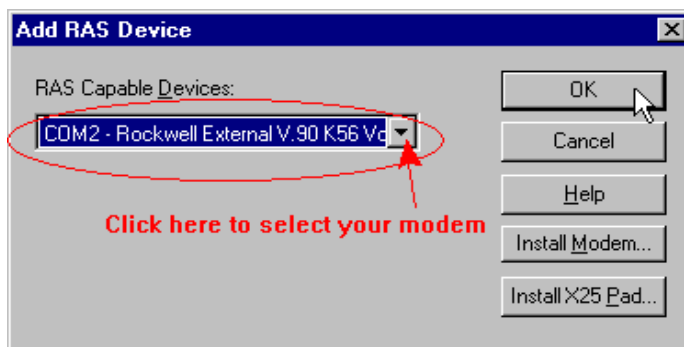 Add RAS Device
RAS Capable Devices:
COM2 - Rockwell External V.90 K56 Vo
Click here to select your modem
OK
Cancel
Help
Install Modem...
Install X25 Pad...